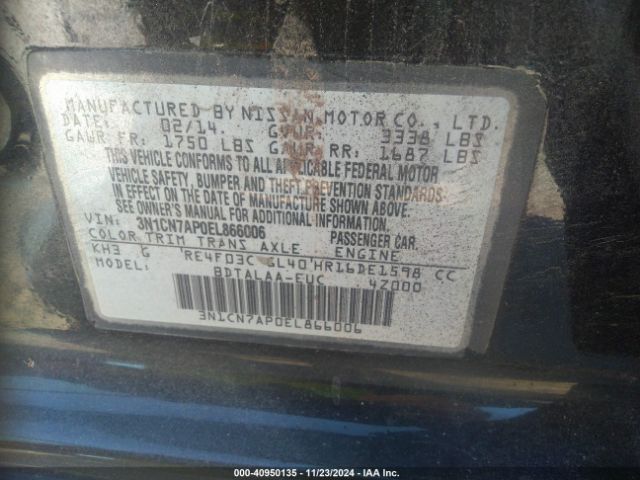 MANUFACTURED BY NISSAN MOTOR CO., LTD.
DATE: 02/14. GVWR: 3338 LBS
GAWR FR: 1750 LBS GAWR RR: 1687 LBS
THIS VEHICLE CONFORMS TO ALL APPLICABLE FEDERAL MOTOR
VEHICLE SAFETY, BUMPER AND THEFT PREVENTION STANDARDS
IN EFFECT ON THE DATE OF MANUFACTURE SHOWN ABOVE.
SEE OWNER'S MANUAL FOR ADDITIONAL INFORMATION.
VIN: 3N1CN7AP0EL866006 PASSENGER CAR.
COLOR TRIM TRANS AXLE ENGINE
KH3 G RE4F03C GL40 HR16DE1598 CC
MODEL: BDTALAA-EUC 4Z000
3N1CN7AP0EL866006
000-40950135 - 11/23/2024 - IAA Inc.